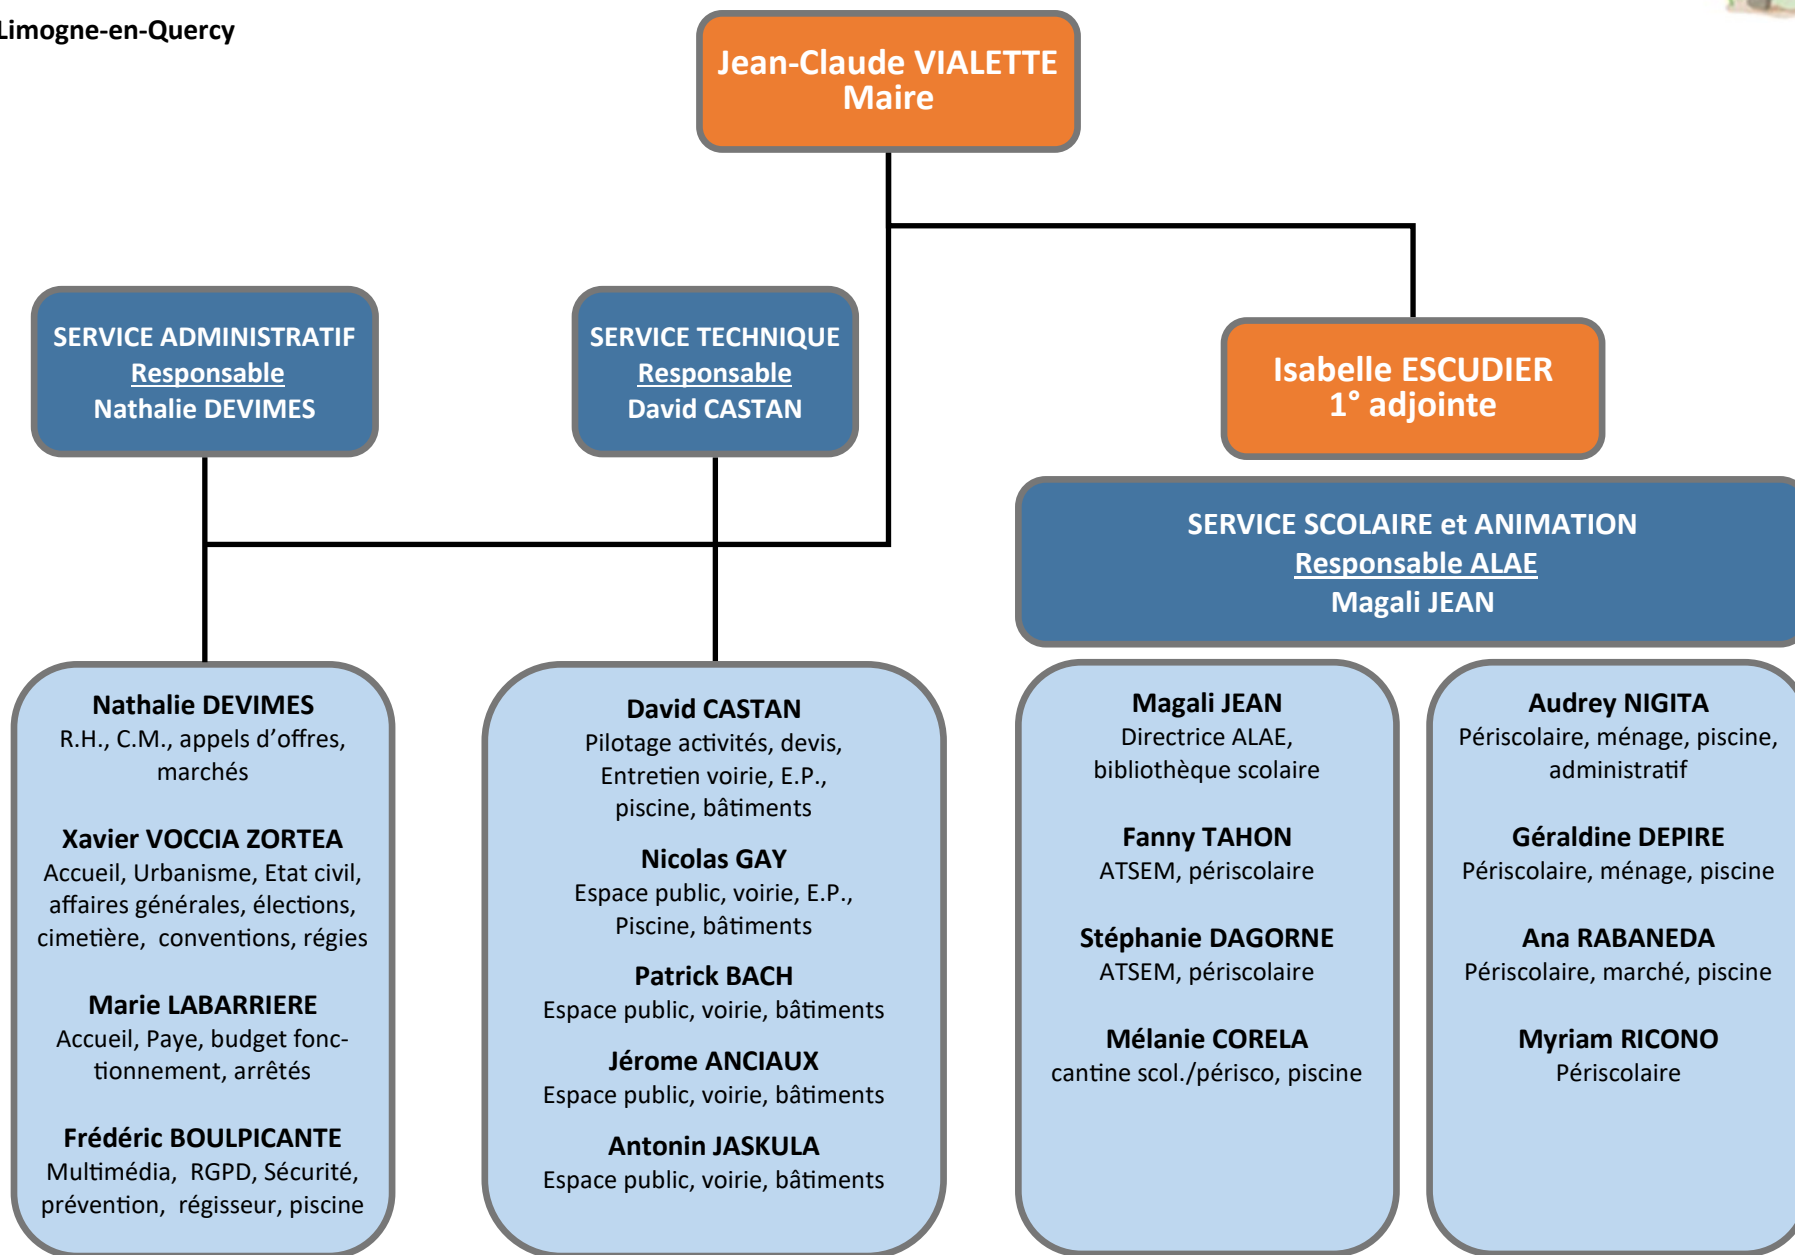 Limogne-en-Quercy
Jean-Claude VIALETTE
Maire
SERVICE ADMINISTRATIF
Responsable
Nathalie DEVIMES
SERVICE TECHNIQUE
Responsable
David CASTAN
Isabelle ESCUDIER
1° adjointe
SERVICE SCOLAIRE et ANIMATION
Responsable ALAE
Magali JEAN
Nathalie DEVIMES
R.H., C.M., appels d’offres,
marchés
Xavier VOCCIA ZORTEA
Accueil, Urbanisme, Etat civil,
affaires générales, élections,
cimetière, conventions, régies
Marie LABARRIERE
Accueil, Paye, budget fonc-
tionnement, arrêtés
Frédéric BOULPICANTE
Multimédia, RGPD, Sécurité,
prévention, régisseur, piscine
David CASTAN
Pilotage activités, devis,
Entretien voirie, E.P.,
piscine, bâtiments
Nicolas GAY
Espace public, voirie, E.P.,
Piscine, bâtiments
Patrick BACH
Espace public, voirie, bâtiments
Jérome ANCIAUX
Espace public, voirie, bâtiments
Antonin JASKULA
Espace public, voirie, bâtiments
Magali JEAN
Directrice ALAE,
bibliothèque scolaire
Fanny TAHON
ATSEM, périscolaire
Stéphanie DAGORNE
ATSEM, périscolaire
Mélanie CORELA
cantine scol./périsco, piscine
Audrey NIGITA
Périscolaire, ménage, piscine,
administratif
Géraldine DEPIRE
Périscolaire, ménage, piscine
Ana RABANEDA
Périscolaire, marché, piscine
Myriam RICONO
Périscolaire